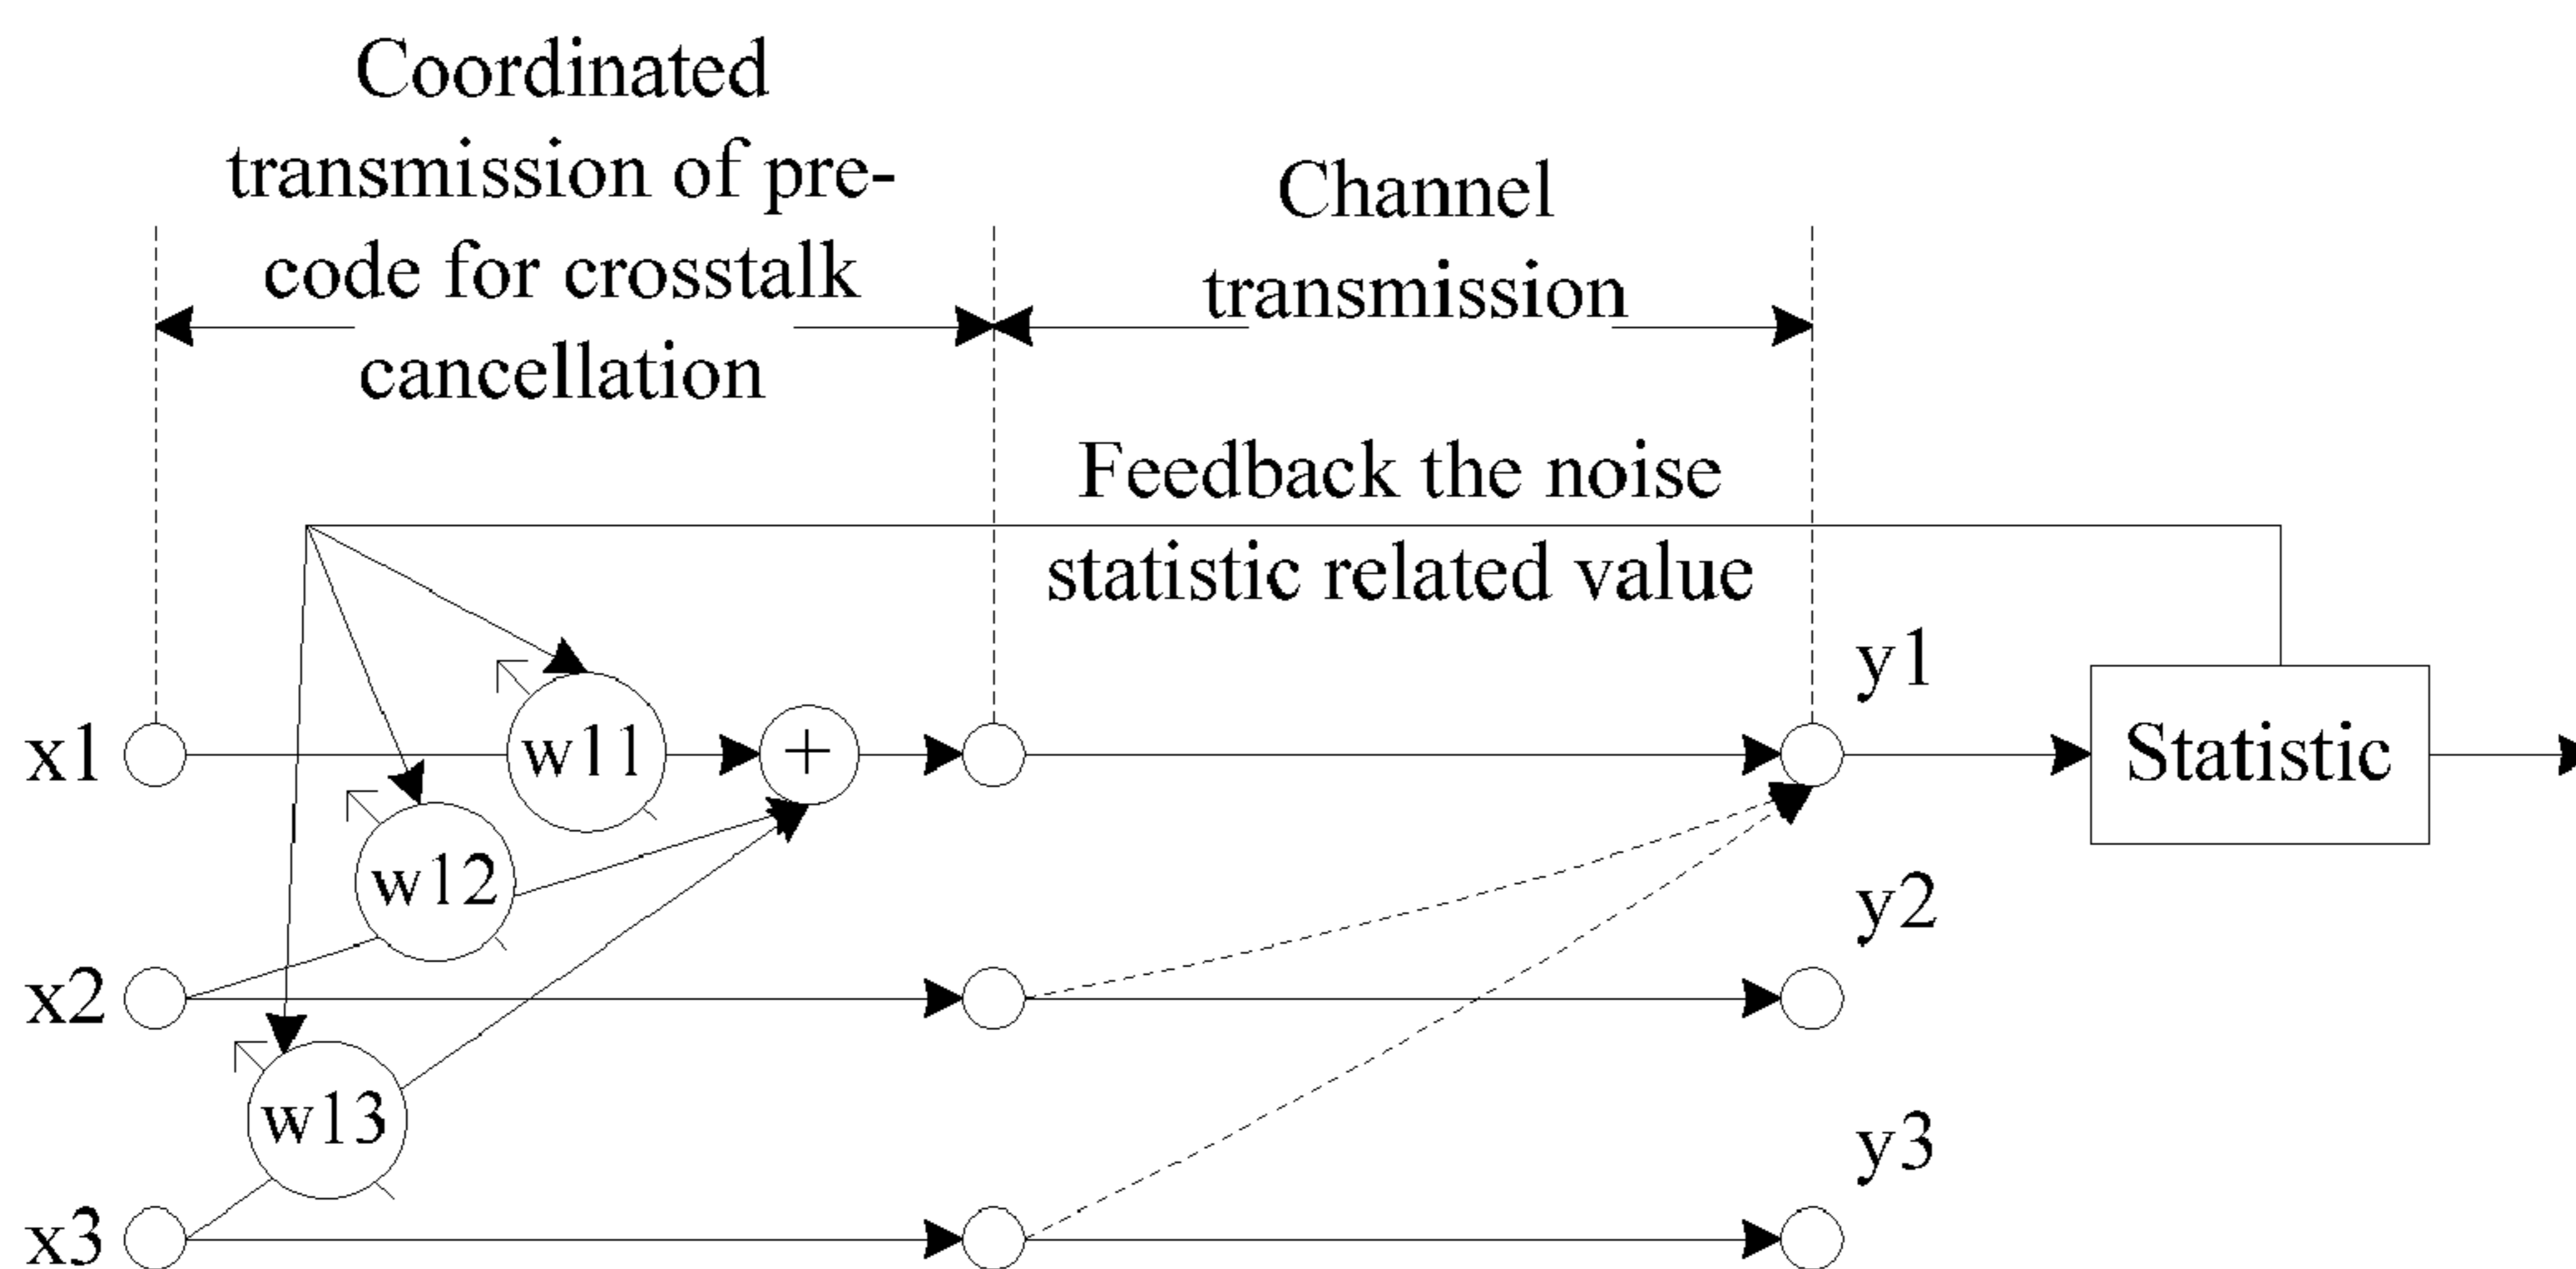 Coordinated
transmission of pre-
code for crosstalk
cancellation
Channel
transmission
Feedback the noise
statistic related value
y1
x1
w11
+
Statistic
w12
y2
x2
w13
y3
x3